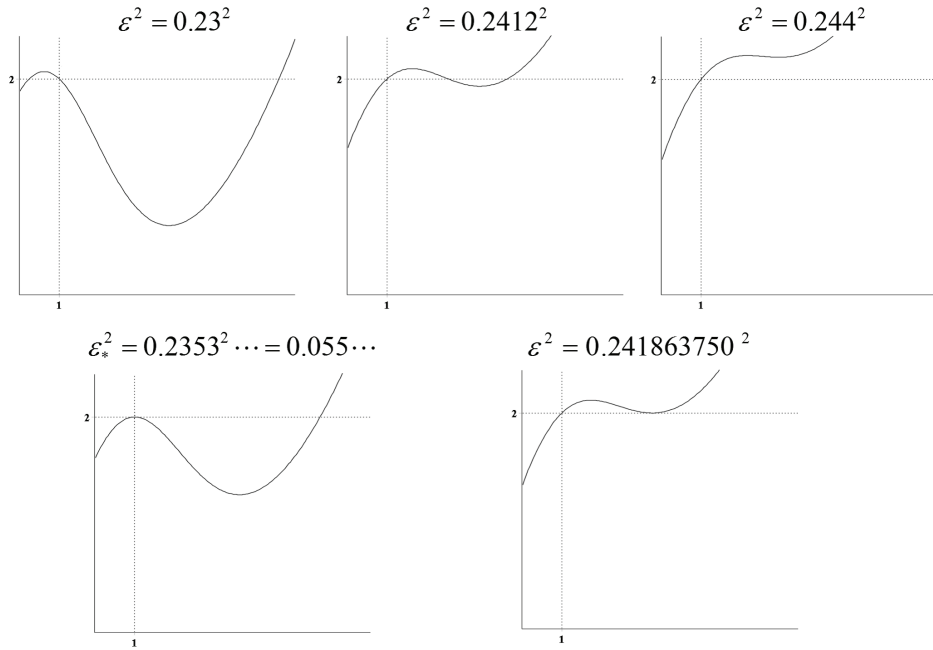 ε² = 0.23²
2
1
ε² = 0.2412²
2
1
ε² = 0.244²
2
1
ε²_* = 0.2353² ⋯ = 0.055⋯
2
1
ε² = 0.241863750 ²
2
1